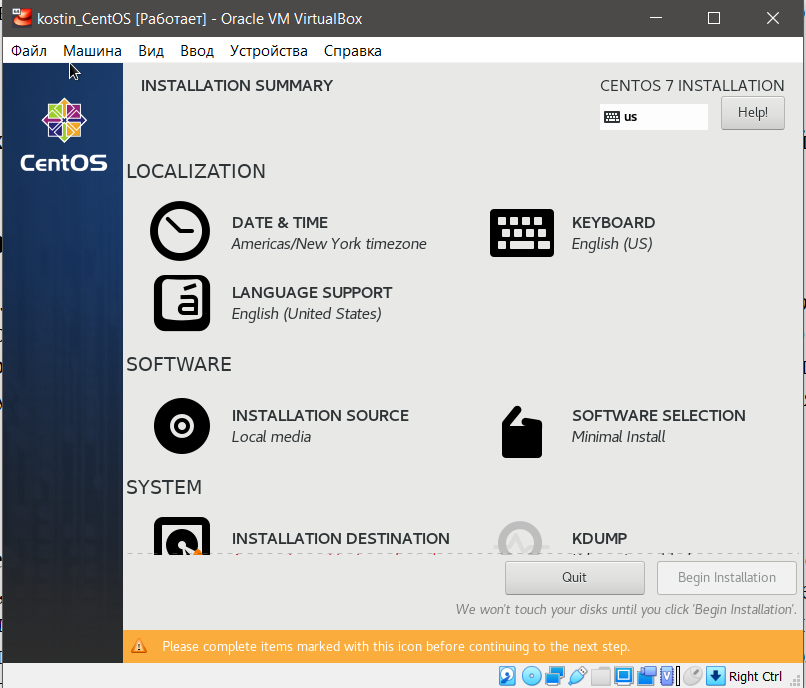 kostin_CentOS [Работает] - Oracle VM VirtualBox
Файл Машина Вид Ввод Устройства Справка
INSTALLATION SUMMARY
CENTOS 7 INSTALLATION
us
Help!
CentOS
LOCALIZATION
DATE & TIME
Americas/New York timezone
KEYBOARD
English (US)
LANGUAGE SUPPORT
English (United States)
SOFTWARE
INSTALLATION SOURCE
Local media
SOFTWARE SELECTION
Minimal Install
SYSTEM
INSTALLATION DESTINATION
KDUMP
Quit
Begin Installation
We won't touch your disks until you click 'Begin Installation'.
Please complete items marked with this icon before continuing to the next step.
Right Ctrl